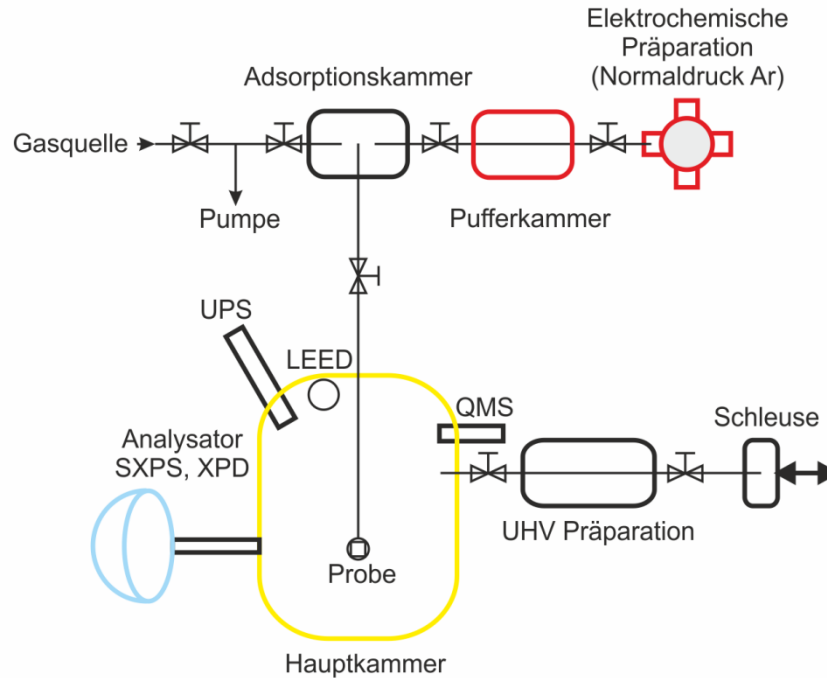 Elektrochemische
Präparation
(Normaldruck Ar)
Adsorptionskammer
Gasquelle
Pumpe
Pufferkammer
UPS
LEED
QMS
Schleuse
Analysator
SXPS, XPD
UHV Präparation
Probe
Hauptkammer